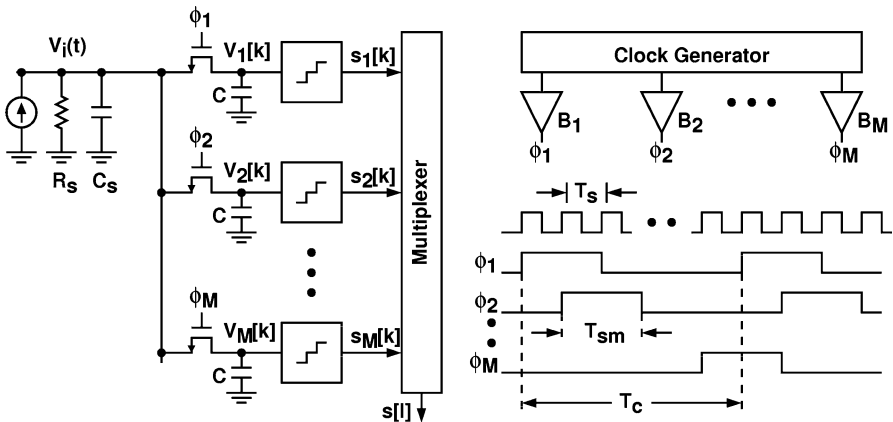 ϕ1
Vi(t)
V1[k]
s1[k]
C
Rs
Cs
ϕ2
V2[k]
s2[k]
C
ϕM
VM[k]
sM[k]
C
Multiplexer
s[l]
Clock Generator
B1
B2
BM
ϕ1
ϕ2
ϕM
Ts
ϕ1
ϕ2
Tsm
ϕM
Tc